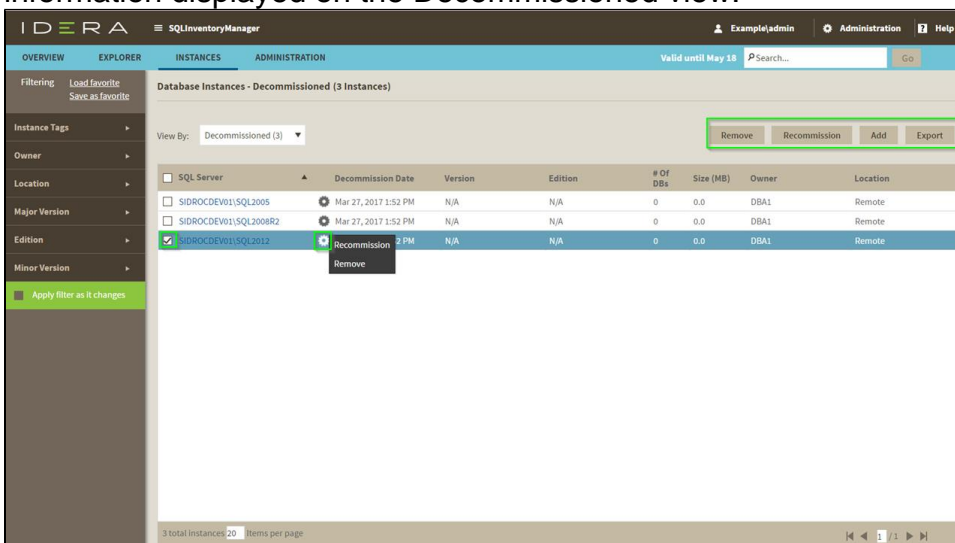 information displayed on the Decommissioned view.
IDERA SQLInventoryManager Example\admin Administration ? Help
OVERVIEW EXPLORER INSTANCES ADMINISTRATION Valid until May 18 Search... Go
Filtering Load favorite
Save as favorite
Database Instances - Decommissioned (3 Instances)
Instance Tags
View By: Decommissioned (3) Remove Recommission Add Export
Owner
Location
SQL Server Decommission Date Version Edition # Of DBs Size (MB) Owner Location
Major Version
SIDROCDEV01\SQL2005 Mar 27, 2017 1:52 PM N/A N/A 0 0.0 DBA1 Remote
SIDROCDEV01\SQL2008R2 Mar 27, 2017 1:52 PM N/A N/A 0 0.0 DBA1 Remote
Edition
SIDROCDEV01\SQL2012 2 PM N/A N/A 0 0.0 DBA1 Remote
Recommission
Remove
Minor Version
Apply filter as it changes
3 total Instances 20 Items per page 1 / 1